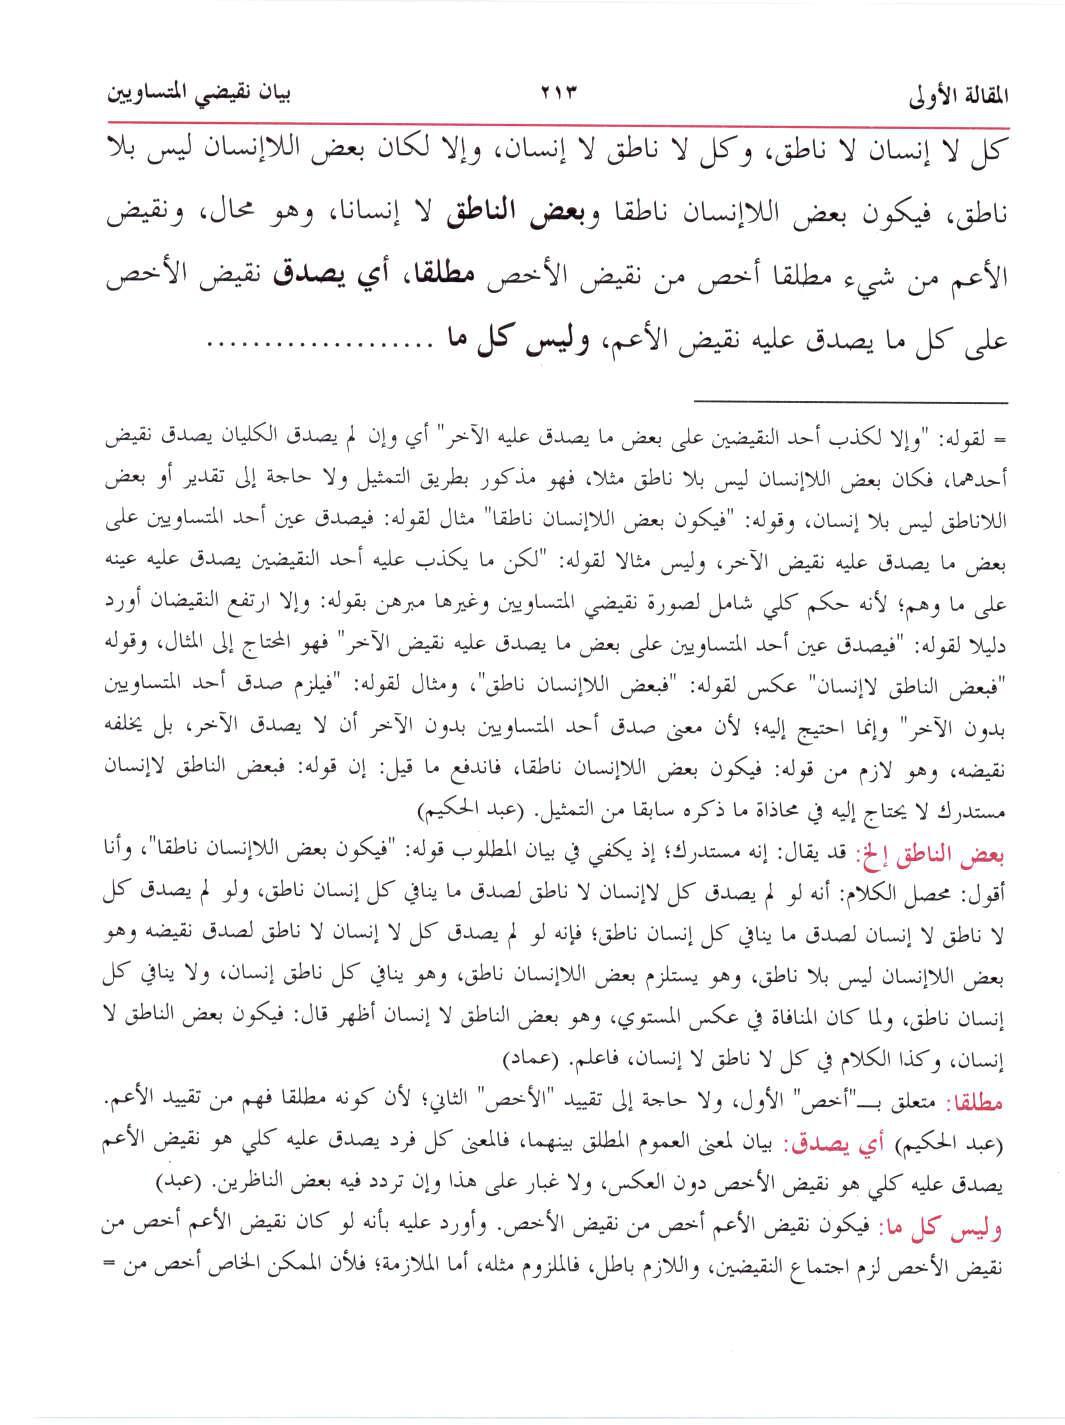 المقالة الأولى ٢١٣ بيان نقيضي المتساويين
كل لا إنسان لا ناطق، وكل لا ناطق لا إنسان، وإلا لكان بعض اللاإنسان ليس بلا
ناطق، فيكون بعض اللاإنسان ناطقا وبعض الناطق لا إنسانا، وهو محال، ونقيض
الأعم من شيء مطلقا أخص من نقيض الأخص مطلقا، أي يصدق نقيض الأخص
على كل ما يصدق عليه نقيض الأعم، وليس كل ما ....................
= لقوله: "وإلا لكذب أحد النقيضين على بعض ما يصدق عليه الآخر" أي وإن لم يصدق الكليان يصدق نقيض
أحدهما، فكان بعض اللاإنسان ليس بلا ناطق مثلا، فهو مذكور بطريق التمثيل ولا حاجة إلى تقدير أو بعض
اللاناطق ليس بلا إنسان، وقوله: "فيكون بعض اللاإنسان ناطقا" مثال لقوله: فيصدق عين أحد المتساويين على
بعض ما يصدق عليه نقيض الآخر، وليس مثالا لقوله: "لكن ما يكذب عليه أحد النقيضين يصدق عليه عينه
على ما وهم؛ لأنه حكم كلي شامل لصورة نقيضي المتساويين وغيرها مبرهن بقوله: وإلا ارتفع النقيضان أورد
دليلا لقوله: "فيصدق عين أحد المتساويين على بعض ما يصدق عليه نقيض الآخر" فهو المحتاج إلى المثال، وقوله
"فبعض الناطق لاإنسان" عكس لقوله: "فبعض اللاإنسان ناطق"، ومثال لقوله: "فيلزم صدق أحد المتساويين
بدون الآخر" وإنما احتيج إليه؛ لأن معنى صدق أحد المتساويين بدون الآخر أن لا يصدق الآخر، بل يخلفه
نقيضه، وهو لازم من قوله: فيكون بعض اللاإنسان ناطقا، فاندفع ما قيل: إن قوله: فبعض الناطق لاإنسان
مستدرك لا يحتاج إليه في محاذاة ما ذكره سابقا من التمثيل. (عبد الحكيم)
بعض الناطق إلخ: قد يقال: إنه مستدرك؛ إذ يكفي في بيان المطلوب قوله: "فيكون بعض اللاإنسان ناطقا"، وأنا
أقول: محصل الكلام: أنه لو لم يصدق كل لاإنسان لا ناطق لصدق ما ينافي كل إنسان ناطق، ولو لم يصدق كل
لا ناطق لا إنسان لصدق ما ينافي كل إنسان ناطق؛ فإنه لو لم يصدق كل لا إنسان لا ناطق لصدق نقيضه وهو
بعض اللاإنسان ليس بلا ناطق، وهو يستلزم بعض اللاإنسان ناطق، وهو ينافي كل ناطق إنسان، ولا ينافي كل
إنسان ناطق، ولما كان المنافاة في عكس المستوي، وهو بعض الناطق لا إنسان أظهر قال: فيكون بعض الناطق لا
إنسان، وكذا الكلام في كل لا ناطق لا إنسان، فاعلم. (عماد)
مطلقا: متعلق بـ"أخص" الأول، ولا حاجة إلى تقييد "الأخص" الثاني؛ لأن كونه مطلقا فهم من تقييد الأعم.
(عبد الحكيم) أي يصدق: بيان لمعنى العموم المطلق بينهما، فالمعنى كل فرد يصدق عليه كلي هو نقيض الأعم
يصدق عليه كلي هو نقيض الأخص دون العكس، ولا غبار على هذا وإن تردد فيه بعض الناظرين. (عبد)
وليس كل ما: فيكون نقيض الأعم أخص من نقيض الأخص. وأورد عليه بأنه لو كان نقيض الأعم أخص من
نقيض الأخص لزم اجتماع النقيضين، واللازم باطل، فالملزوم مثله، أما الملازمة؛ فلأن الممكن الخاص أخص من =